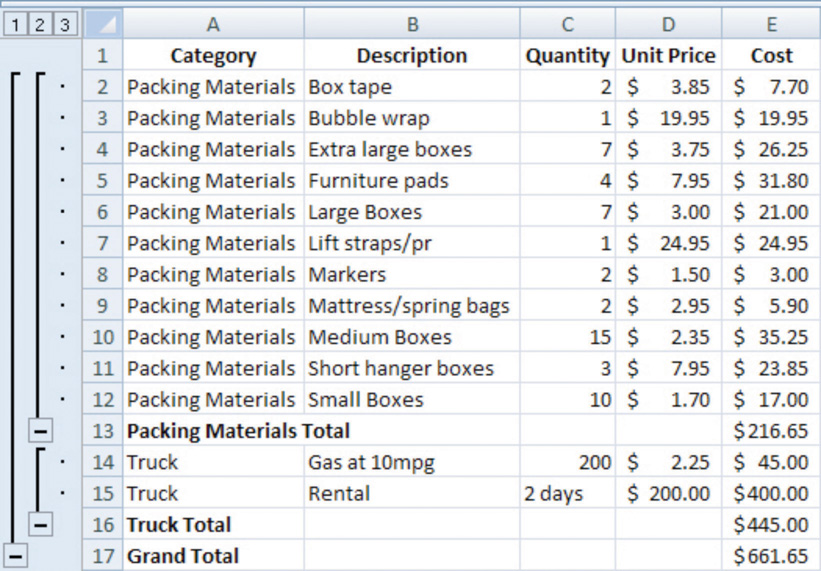 1 2 3 A B C D E
1 Category Description Quantity Unit Price Cost
2 Packing Materials Box tape 2 $ 3.85 $ 7.70
3 Packing Materials Bubble wrap 1 $ 19.95 $ 19.95
4 Packing Materials Extra large boxes 7 $ 3.75 $ 26.25
5 Packing Materials Furniture pads 4 $ 7.95 $ 31.80
6 Packing Materials Large Boxes 7 $ 3.00 $ 21.00
7 Packing Materials Lift straps/pr 1 $ 24.95 $ 24.95
8 Packing Materials Markers 2 $ 1.50 $ 3.00
9 Packing Materials Mattress/spring bags 2 $ 2.95 $ 5.90
10 Packing Materials Medium Boxes 15 $ 2.35 $ 35.25
11 Packing Materials Short hanger boxes 3 $ 7.95 $ 23.85
12 Packing Materials Small Boxes 10 $ 1.70 $ 17.00
13 Packing Materials Total $216.65
14 Truck Gas at 10mpg 200 $ 2.25 $ 45.00
15 Truck Rental 2 days $ 200.00 $400.00
16 Truck Total $445.00
17 Grand Total $661.65